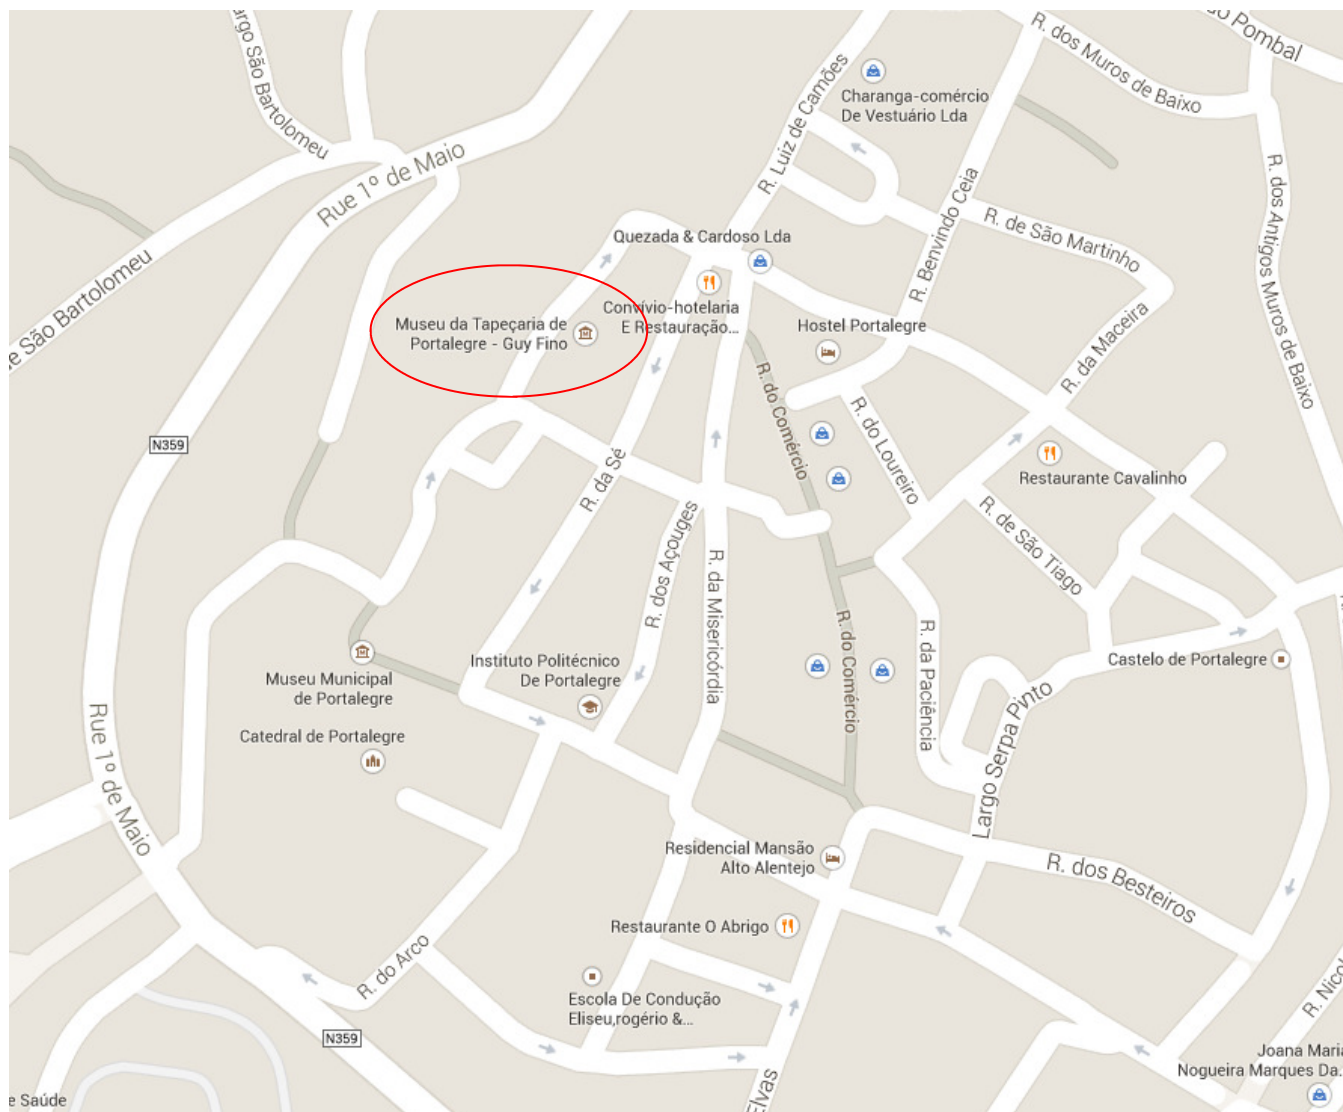 argo São Bartolomeu
Rue 1º de Maio
e São Bartolomeu
R. Luiz de Camões
Charanga-comércio
De Vestuário Lda
R. dos Muros de Baixo
go Pombal
R. dos Antigos Muros de Baixo
R. Benvindo Ceia
R. de São Martinho
Quezada & Cardoso Lda
Convívio-hotelaria
E Restauração...
Museu da Tapeçaria de
Portalegre - Guy Fino
Hostel Portalegre
R. da Maceira
R. do Comércio
R. do Loureiro
Restaurante Cavalinho
N359
R. da Sé
R. dos Açouges
R. da Misericórdia
R. de São Tiago
R. do Comércio
R. da Paciência
Castelo de Portalegre
Largo Serpa Pinto
Instituto Politécnico
De Portalegre
Museu Municipal
de Portalegre
Catedral de Portalegre
Rue 1º de Maio
Residencial Mansão
Alto Alentejo
R. dos Besteiros
Restaurante O Abrigo
R. do Arco
Escola De Condução
Eliseu,rogério &...
N359
R. Nicol
Joana Maria
Nogueira Marques Da.
Elvas
e Saúde